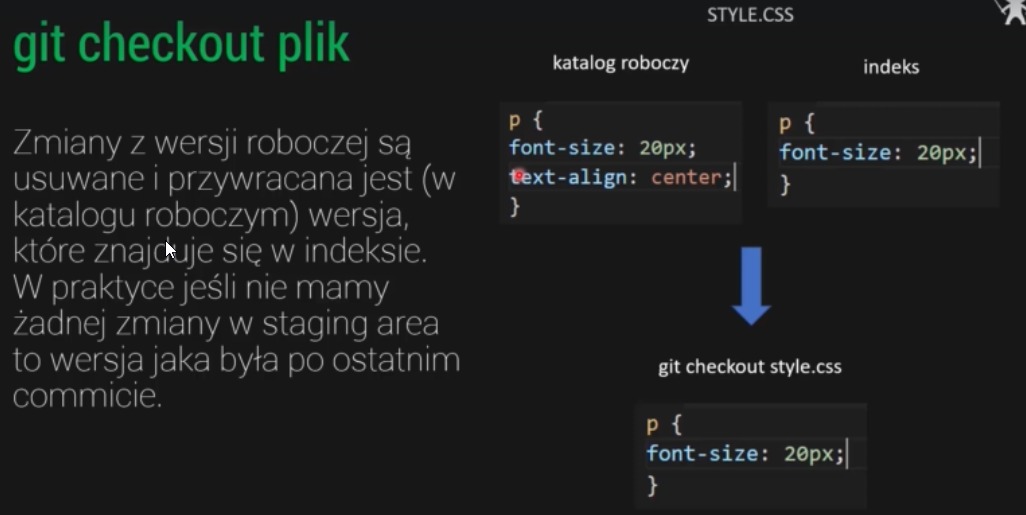 git checkout plik
Zmiany z wersji roboczej są
usuwane i przywracana jest (w
katalogu roboczym) wersja,
które znajduje się w indeksie.
W praktyce jeśli nie mamy
żadnej zmiany w staging area
to wersja jaka była po ostatnim
commicie.
STYLE.CSS
katalog roboczy
p {
font-size: 20px;
text-align: center;
}
indeks
p {
font-size: 20px;
}
git checkout style.css
p {
font-size: 20px;
}